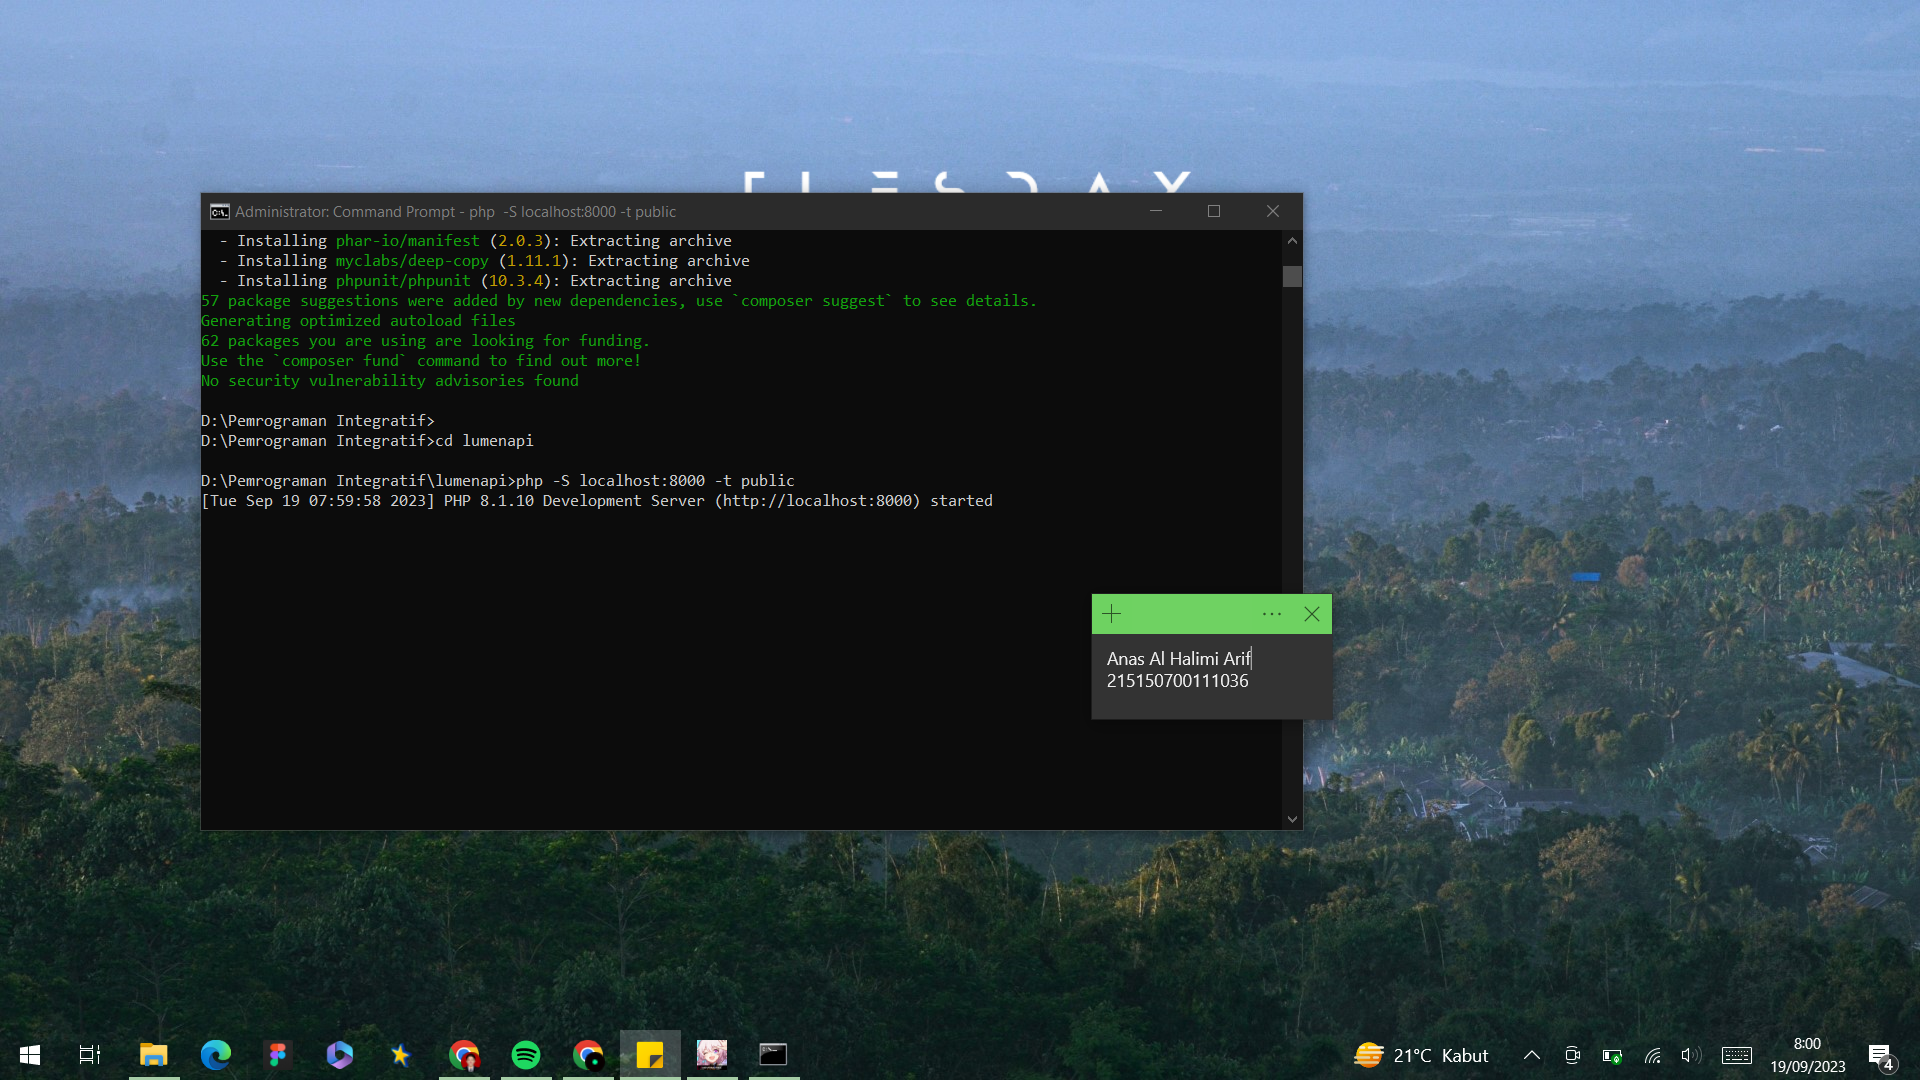 Administrator: Command Prompt - php  -S localhost:8000 -t public
- Installing phar-io/manifest (2.0.3): Extracting archive
- Installing myclabs/deep-copy (1.11.1): Extracting archive
- Installing phpunit/phpunit (10.3.4): Extracting archive
57 package suggestions were added by new dependencies, use `composer suggest` to see details.
Generating optimized autoload files
62 packages you are using are looking for funding.
Use the `composer fund` command to find out more!
No security vulnerability advisories found
D:\Pemrograman Integratif>
D:\Pemrograman Integratif>cd lumenapi
D:\Pemrograman Integratif\lumenapi>php -S localhost:8000 -t public
[Tue Sep 19 07:59:58 2023] PHP 8.1.10 Development Server (http://localhost:8000) started
Anas Al Halimi Arif
215150700111036
21°C Kabut
8:00
19/09/2023
4